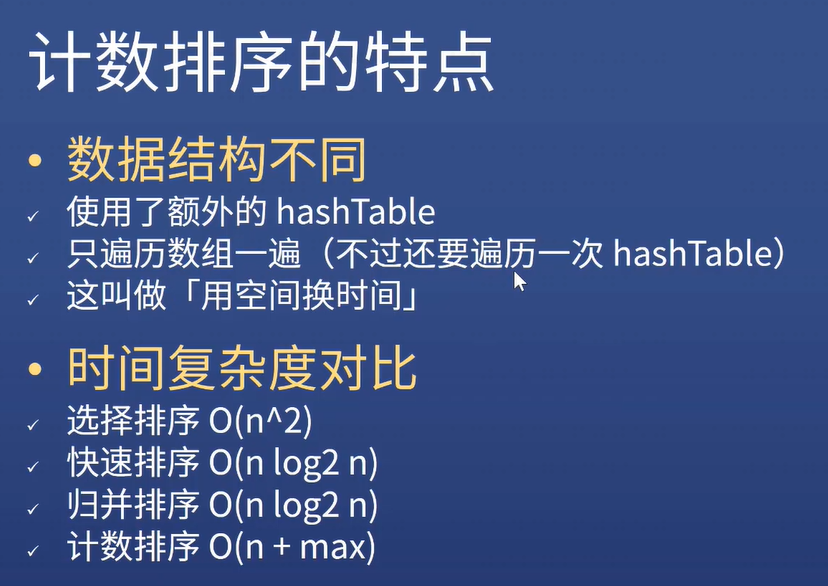 计数排序的特点
• 数据结构不同
✓ 使用了额外的 hashTable
✓ 只遍历数组一遍（不过还要遍历一次 hashTable）
✓ 这叫做「用空间换时间」
• 时间复杂度对比
✓ 选择排序 O(n^2)
✓ 快速排序 O(n log2 n)
✓ 归并排序 O(n log2 n)
✓ 计数排序 O(n + max)